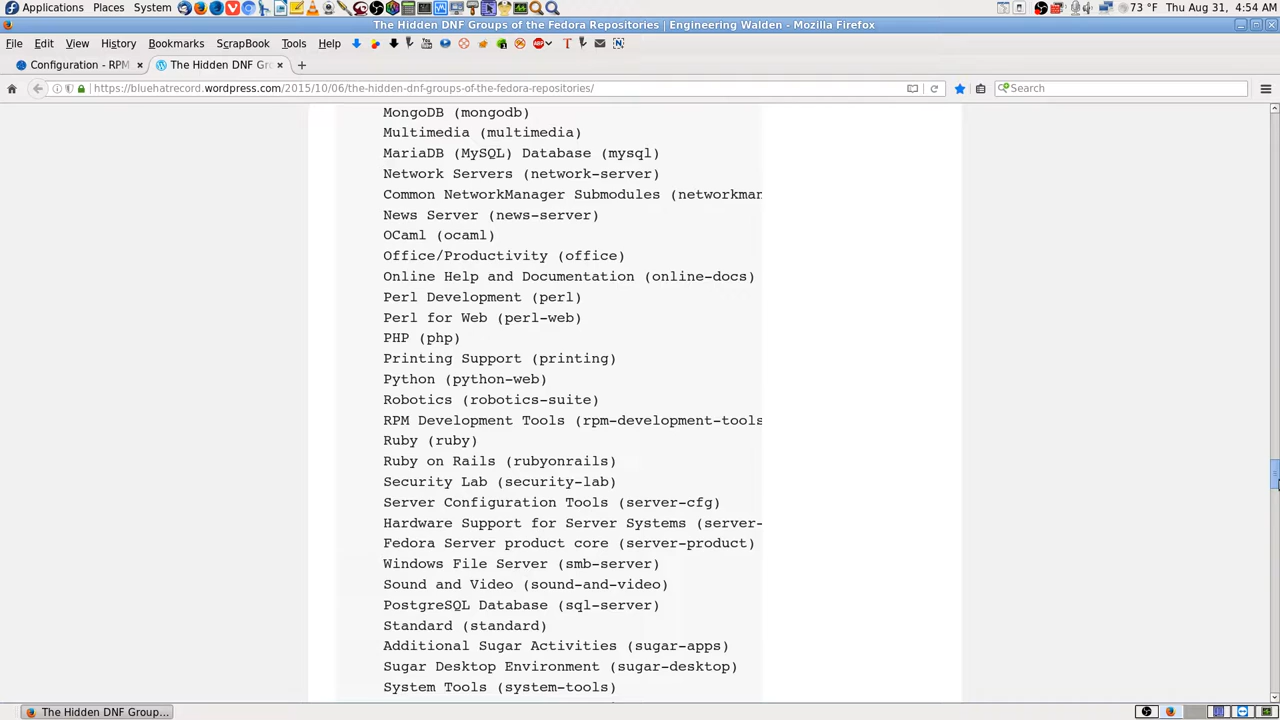 Applications Places System 73 °F Thu Aug 31, 4:54 AM
The Hidden DNF Groups of the Fedora Repositories | Engineering Walden - Mozilla Firefox
File Edit View History Bookmarks ScrapBook Tools Help
Configuration - RPM × The Hidden DNF Gr × +
https://bluehatrecord.wordpress.com/2015/10/06/the-hidden-dnf-groups-of-the-fedora-repositories/ Search
MongoDB (mongodb)
Multimedia (multimedia)
MariaDB (MySQL) Database (mysql)
Network Servers (network-server)
Common NetworkManager Submodules (networkman
News Server (news-server)
OCaml (ocaml)
Office/Productivity (office)
Online Help and Documentation (online-docs)
Perl Development (perl)
Perl for Web (perl-web)
PHP (php)
Printing Support (printing)
Python (python-web)
Robotics (robotics-suite)
RPM Development Tools (rpm-development-tools
Ruby (ruby)
Ruby on Rails (rubyonrails)
Security Lab (security-lab)
Server Configuration Tools (server-cfg)
Hardware Support for Server Systems (server-
Fedora Server product core (server-product)
Windows File Server (smb-server)
Sound and Video (sound-and-video)
PostgreSQL Database (sql-server)
Standard (standard)
Additional Sugar Activities (sugar-apps)
Sugar Desktop Environment (sugar-desktop)
System Tools (system-tools)
The Hidden DNF Group...